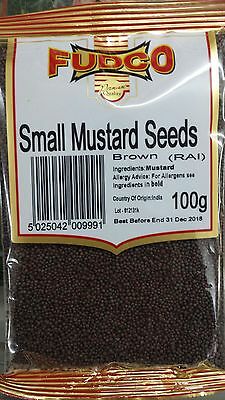 FUDCO
Premium
Quality
Small Mustard Seeds
Brown (RAI)
Ingredients:Mustard
Allergy Advice: For Allergens see
Ingredients in bold
Country Of Origin:India
100g
5 025042 009991
Best Before End 31 Dec 2018